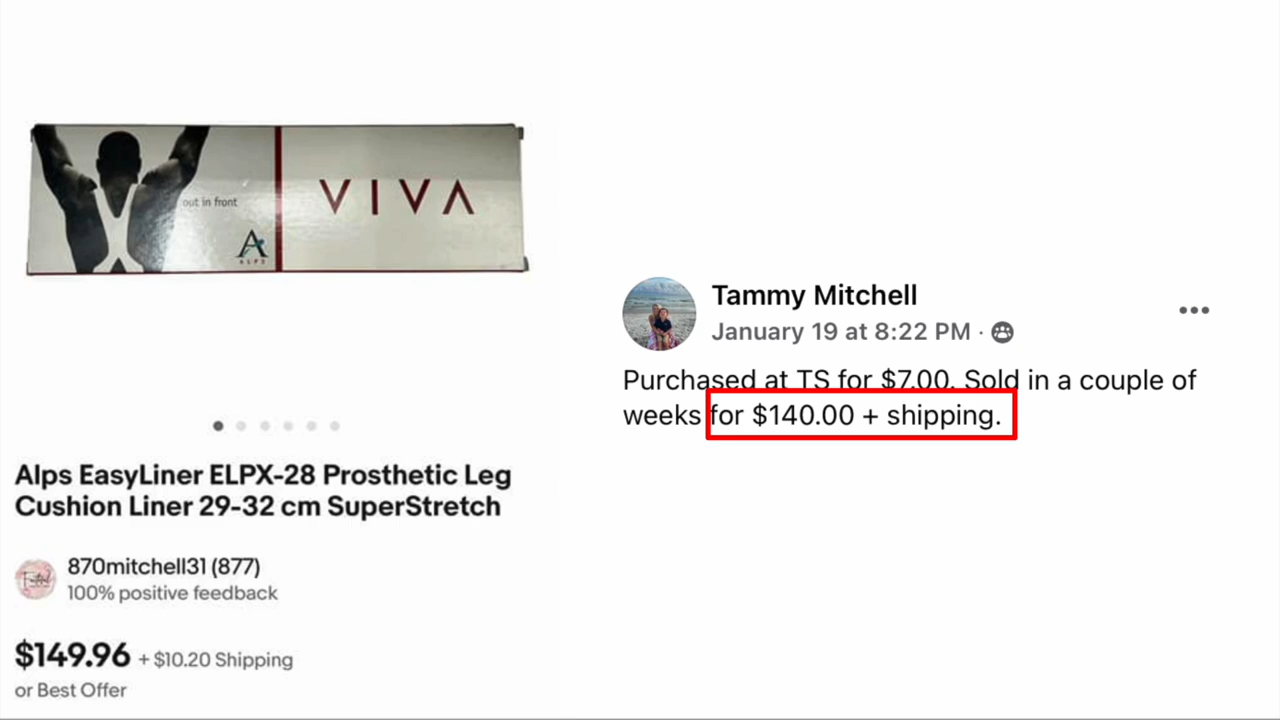 out in front
VIVA
ALPS
Alps EasyLiner ELPX-28 Prosthetic Leg
Cushion Liner 29-32 cm SuperStretch
870mitchell31 (877)
100% positive feedback
$149.96 + $10.20 Shipping
or Best Offer
Tammy Mitchell
January 19 at 8:22 PM ·
Purchased at TS for $7.00. Sold in a couple of
weeks for $140.00 + shipping.